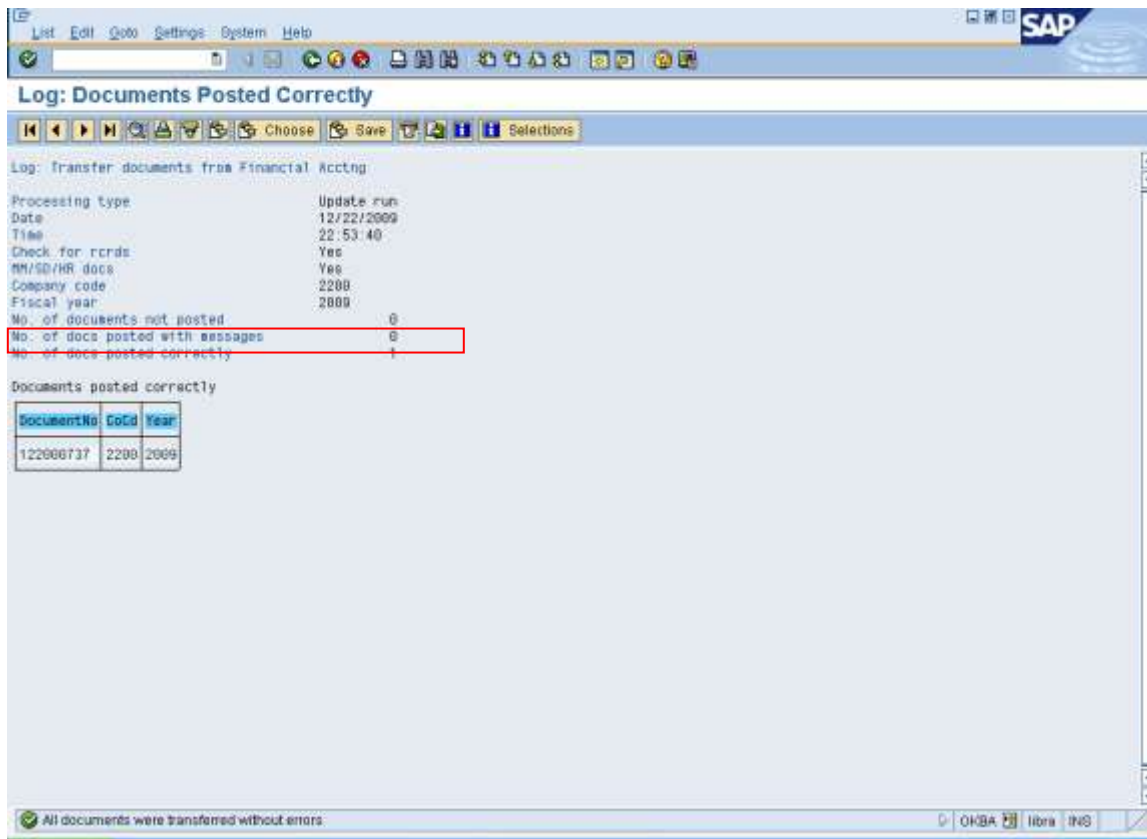 List Edit Goto Settings System Help
SAP
Log: Documents Posted Correctly
Choose Save Selections
Log: Transfer documents from Financial Acctng
Processing type Update run
Date 12/22/2009
Time 22:53:40
Check for rcrds Yes
MM/SD/HR docs Yes
Company code 2200
Fiscal year 2009
No. of documents not posted 0
No. of docs posted with messages 0
No. of docs posted correctly 1
Documents posted correctly
DocumentNo CoCd Year
122000737 2200 2009
All documents were transferred without errors
OKBA libra INS